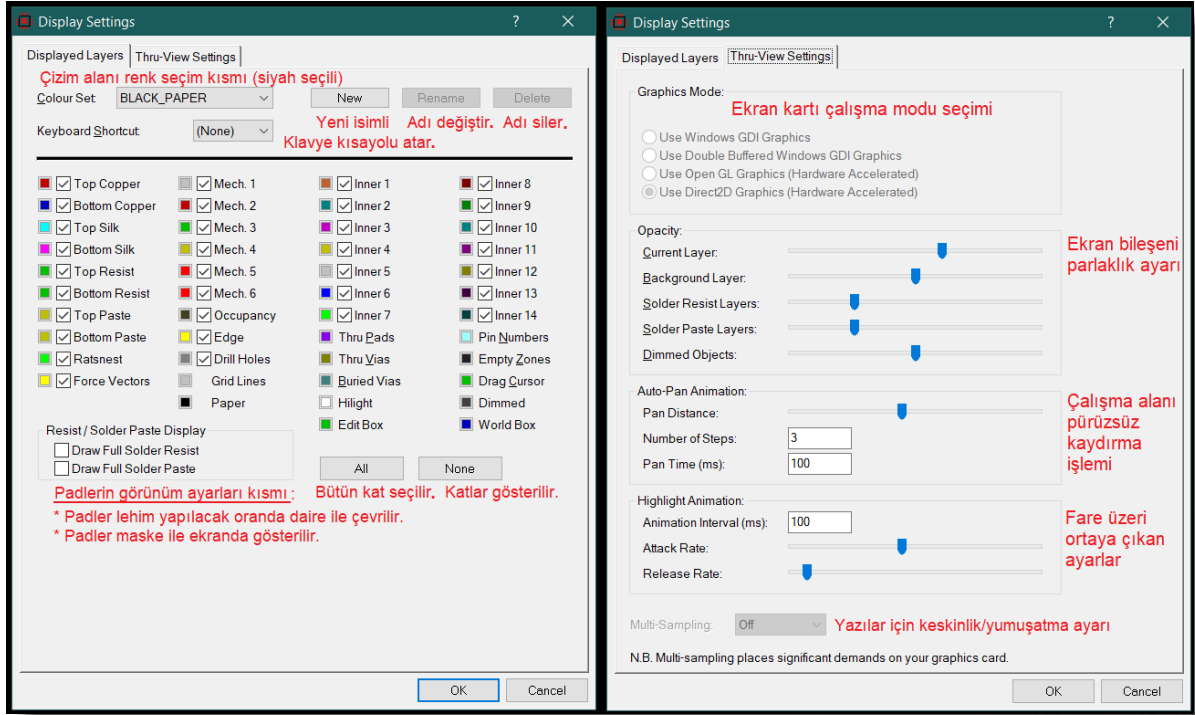 Display Settings
? ×
Displayed Layers Thru-View Settings
Çizim alanı renk seçim kısmı (siyah seçili)
Colour Set: BLACK_PAPER New Rename Delete
Yeni isimli Adı değiştir. Adı siler.
Keyboard Shortcut: (None)
Klavye kısayolu atar.
Top Copper Mech. 1 Inner 1 Inner 8
Bottom Copper Mech. 2 Inner 2 Inner 9
Top Silk Mech. 3 Inner 3 Inner 10
Bottom Silk Mech. 4 Inner 4 Inner 11
Top Resist Mech. 5 Inner 5 Inner 12
Bottom Resist Mech. 6 Inner 6 Inner 13
Top Paste Occupancy Inner 7 Inner 14
Bottom Paste Edge Thru Pads Pin Numbers
Ratsnest Drill Holes Thru Vias Empty Zones
Force Vectors Grid Lines Buried Vias Drag Cursor
Paper Hilight Dimmed
Edit Box World Box
Resist / Solder Paste Display
Draw Full Solder Resist
Draw Full Solder Paste
All None
Padlerin görünüm ayarları kısmı : Bütün kat seçilir. Katlar gösterilir.
* Padler lehim yapılacak oranda daire ile çevrilir.
* Padler maske ile ekranda gösterilir.
OK Cancel
Display Settings
? ×
Displayed Layers Thru-View Settings
Graphics Mode:
Ekran kartı çalışma modu seçimi
Use Windows GDI Graphics
Use Double Buffered Windows GDI Graphics
Use Open GL Graphics (Hardware Accelerated)
Use Direct2D Graphics (Hardware Accelerated)
Opacity:
Current Layer:
Background Layer:
Solder Resist Layers:
Solder Paste Layers:
Dimmed Objects:
Ekran bileşeni
parlaklık ayarı
Auto-Pan Animation:
Pan Distance:
Number of Steps: 3
Pan Time (ms): 100
Çalışma alanı
pürüzsüz
kaydırma
işlemi
Highlight Animation:
Animation Interval (ms): 100
Attack Rate:
Release Rate:
Fare üzeri
ortaya çıkan
ayarlar
Multi-Sampling: Off Yazılar için keskinlik/yumuşatma ayarı
N.B. Multi-sampling places significant demands on your graphics card.
OK Cancel